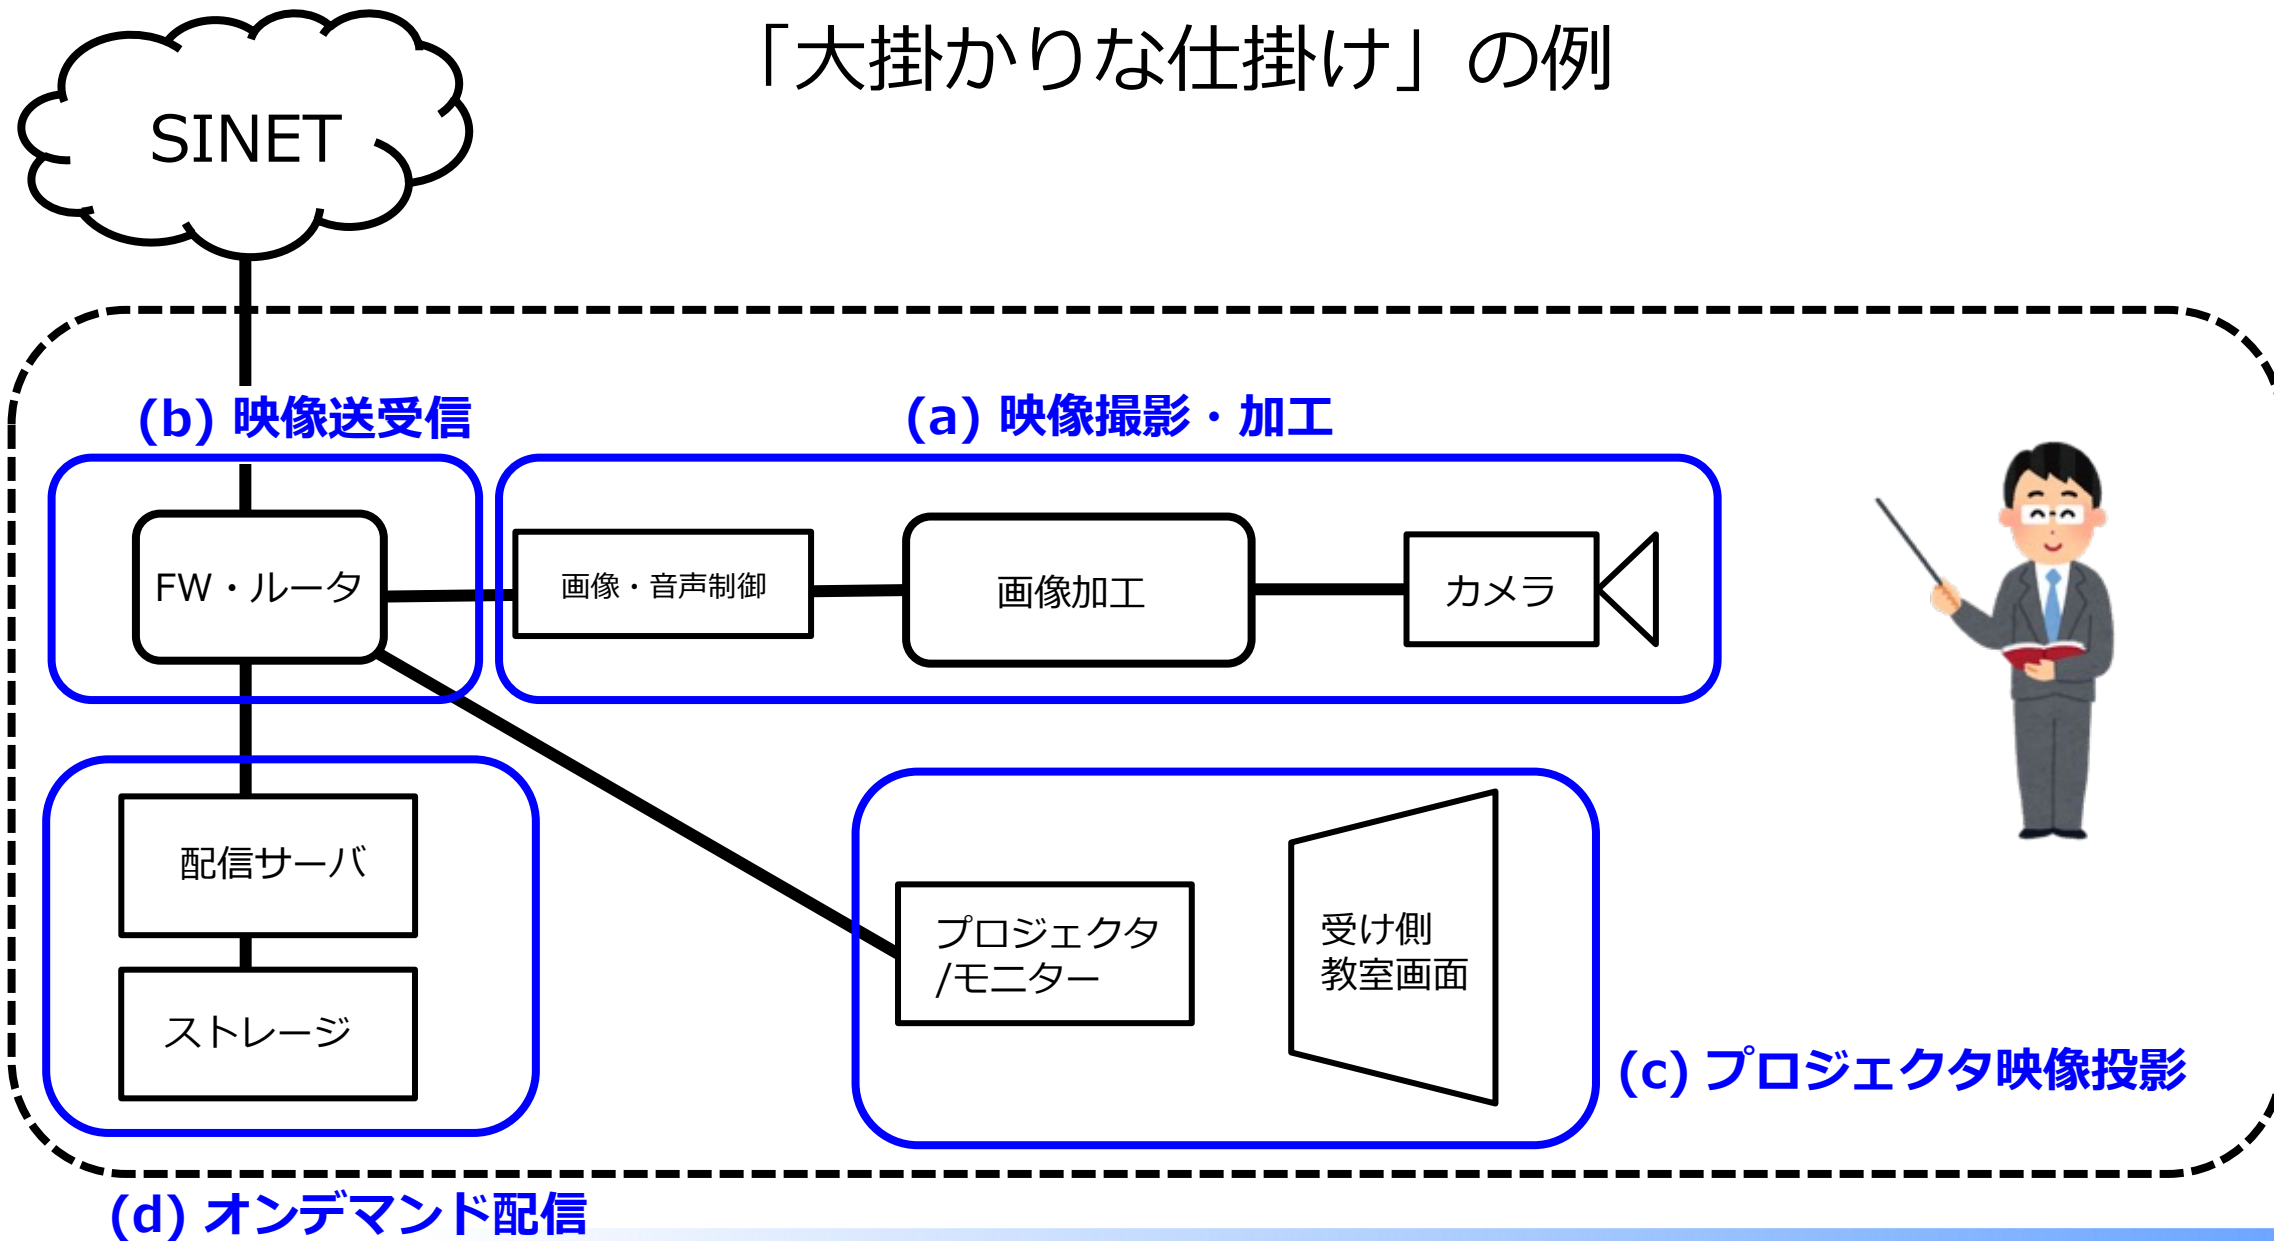 「大掛かりな仕掛け」の例
SINET
(b) 映像送受信
(a) 映像撮影・加工
FW・ルータ
画像・音声制御
画像加工
カメラ
配信サーバ
ストレージ
プロジェクタ
/モニター
受け側
教室画面
(c) プロジェクタ映像投影
(d) オンデマンド配信